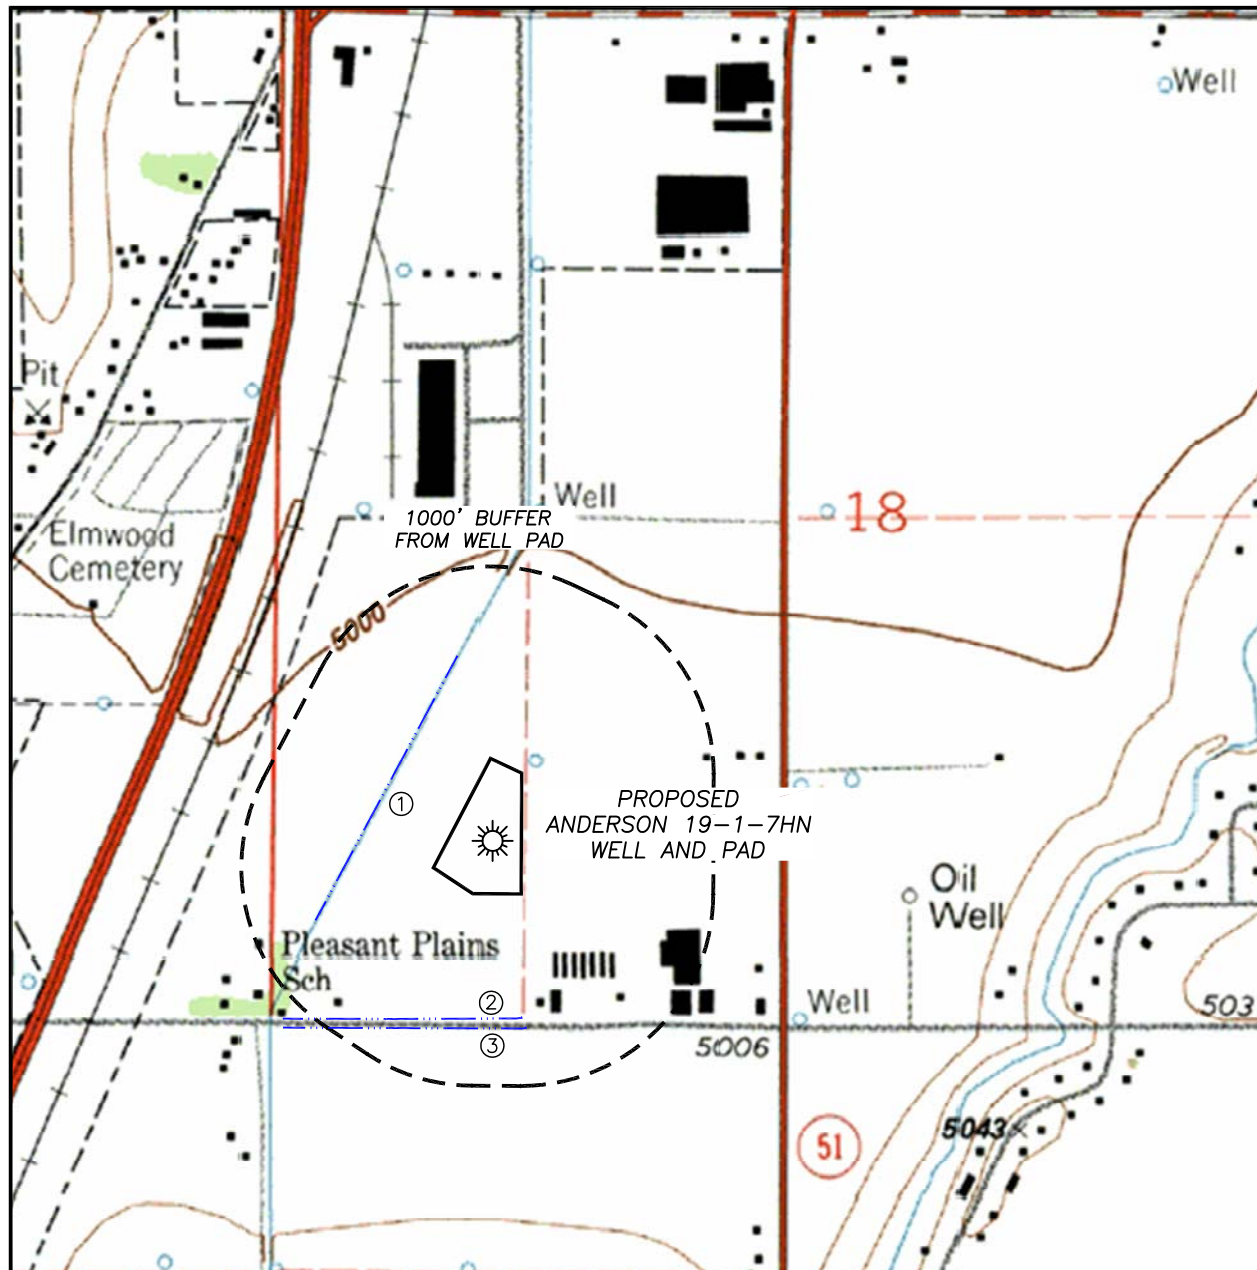 Well
Pit
Well
18
1000' BUFFER
FROM WELL PAD
Elmwood
Cemetery
5000
①
PROPOSED
ANDERSON 19-1-7HN
WELL AND PAD
Oil
Well
Pleasant Plains
Sch
②
Well
503
③
5006
51
5043